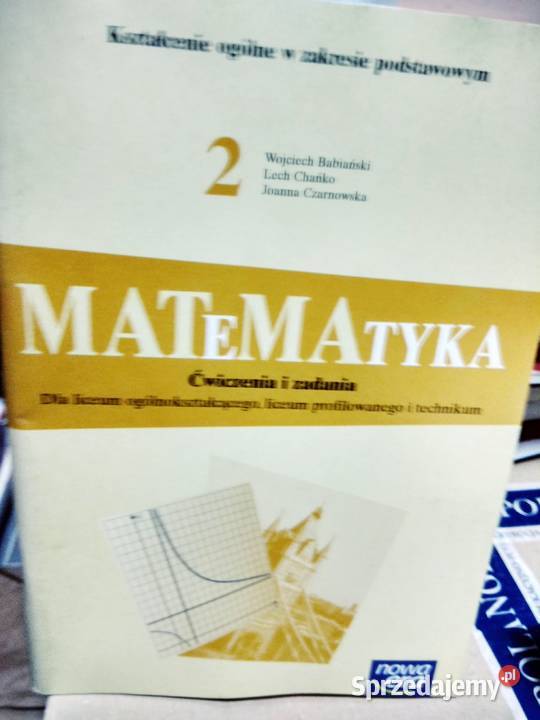 Kształcenie ogólne w zakresie podstawowym
2
Wojciech Babiański
Lech Chańko
Joanna Czarnowska
MATeMAtyka
Ćwiczenia i zadania
Dla liceum ogólnokształcącego, liceum profilowanego i technikum
nowa
era
Sprzedajemy.pl